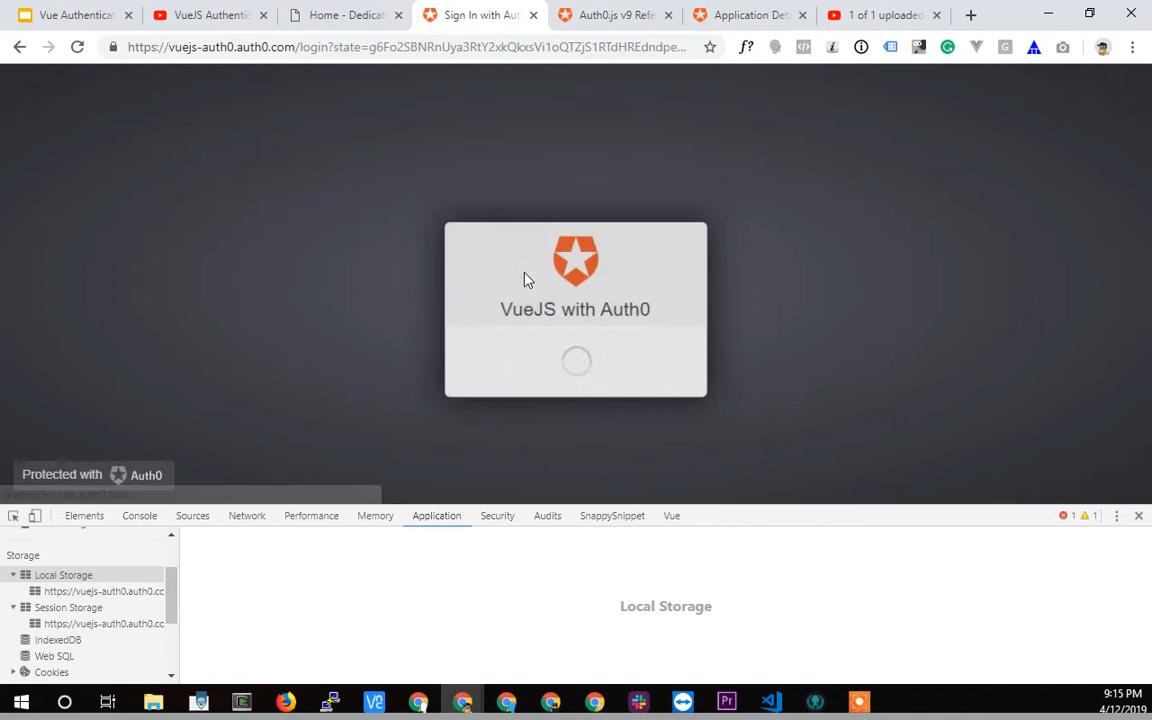 Vue Authenticat
VueJS Authentic
Home - Dedicat
Sign In with Aut
Auth0.js v9 Refe
Application Det
1 of 1 uploaded
https://vuejs-auth0.auth0.com/login?state=g6Fo2SBNRnUya3RtY2xkQkxsVi1oQTZjS1RTdHREdndpe...
f?
VueJS with Auth0
Protected with Auth0
Elements
Console
Sources
Network
Performance
Memory
Application
Security
Audits
SnappySnippet
Vue
1
1
Storage
Local Storage
https://vuejs-auth0.auth0.cc
Session Storage
https://vuejs-auth0.auth0.cc
IndexedDB
Web SQL
Cookies
Local Storage
9:15 PM
4/12/2019